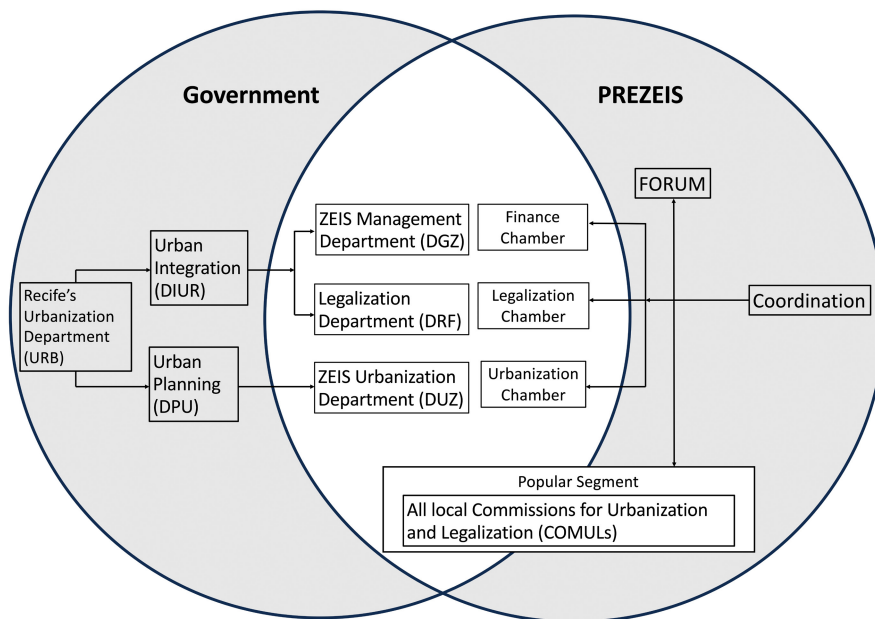 Government
PREZEIS
FORUM
ZEIS Management
Department (DGZ)
Finance
Chamber
Urban
Integration
(DIUR)
Recife's
Urbanization
Department
(URB)
Legalization
Department (DRF)
Legalization
Chamber
Coordination
Urban
Planning
(DPU)
ZEIS Urbanization
Department (DUZ)
Urbanization
Chamber
Popular Segment
All local Commissions for Urbanization
and Legalization (COMULs)